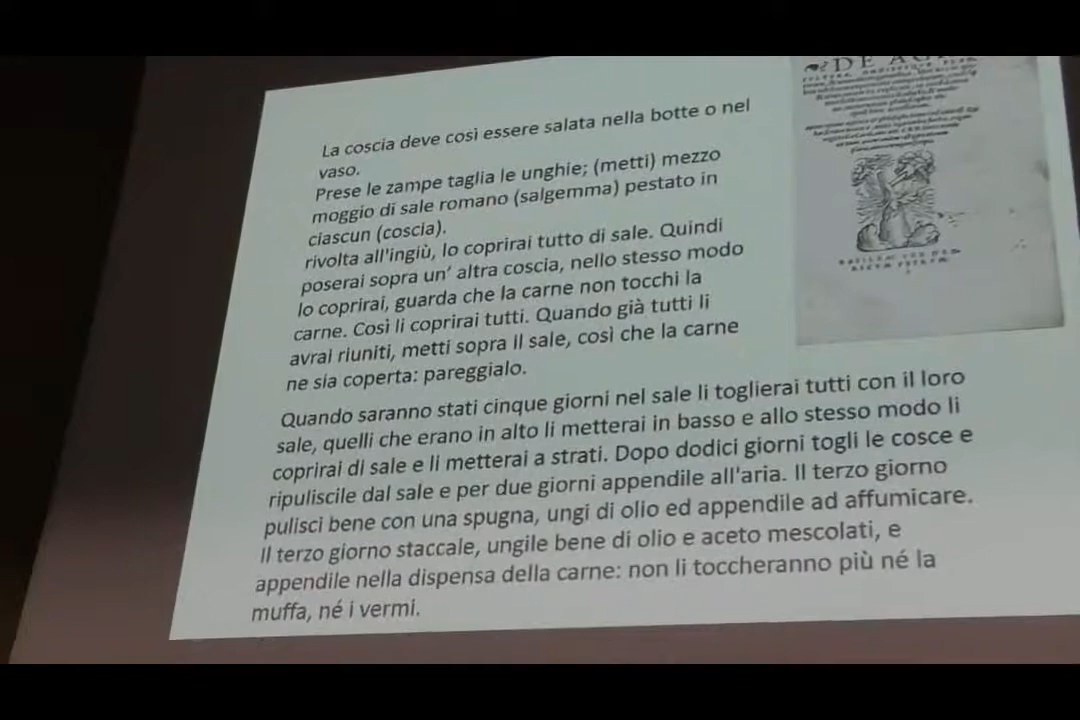 La coscia deve così essere salata nella botte o nel
vaso.
Prese le zampe taglia le unghie; (metti) mezzo
moggio di sale romano (salgemma) pestato in
ciascun (coscia).
rivolta all'ingiù, lo coprirai tutto di sale. Quindi
poserai sopra un' altra coscia, nello stesso modo
lo coprirai, guarda che la carne non tocchi la
carne. Così li coprirai tutti. Quando già tutti li
avrai riuniti, metti sopra il sale, così che la carne
ne sia coperta: pareggialo.
Quando saranno stati cinque giorni nel sale li toglierai tutti con il loro
sale, quelli che erano in alto li metterai in basso e allo stesso modo li
coprirai di sale e li metterai a strati. Dopo dodici giorni togli le cosce e
ripuliscile dal sale e per due giorni appendile all'aria. Il terzo giorno
pulisci bene con una spugna, ungi di olio ed appendile ad affumicare.
Il terzo giorno staccale, ungile bene di olio e aceto mescolati, e
appendile nella dispensa della carne: non li toccheranno più né la
muffa, né i vermi.
DE